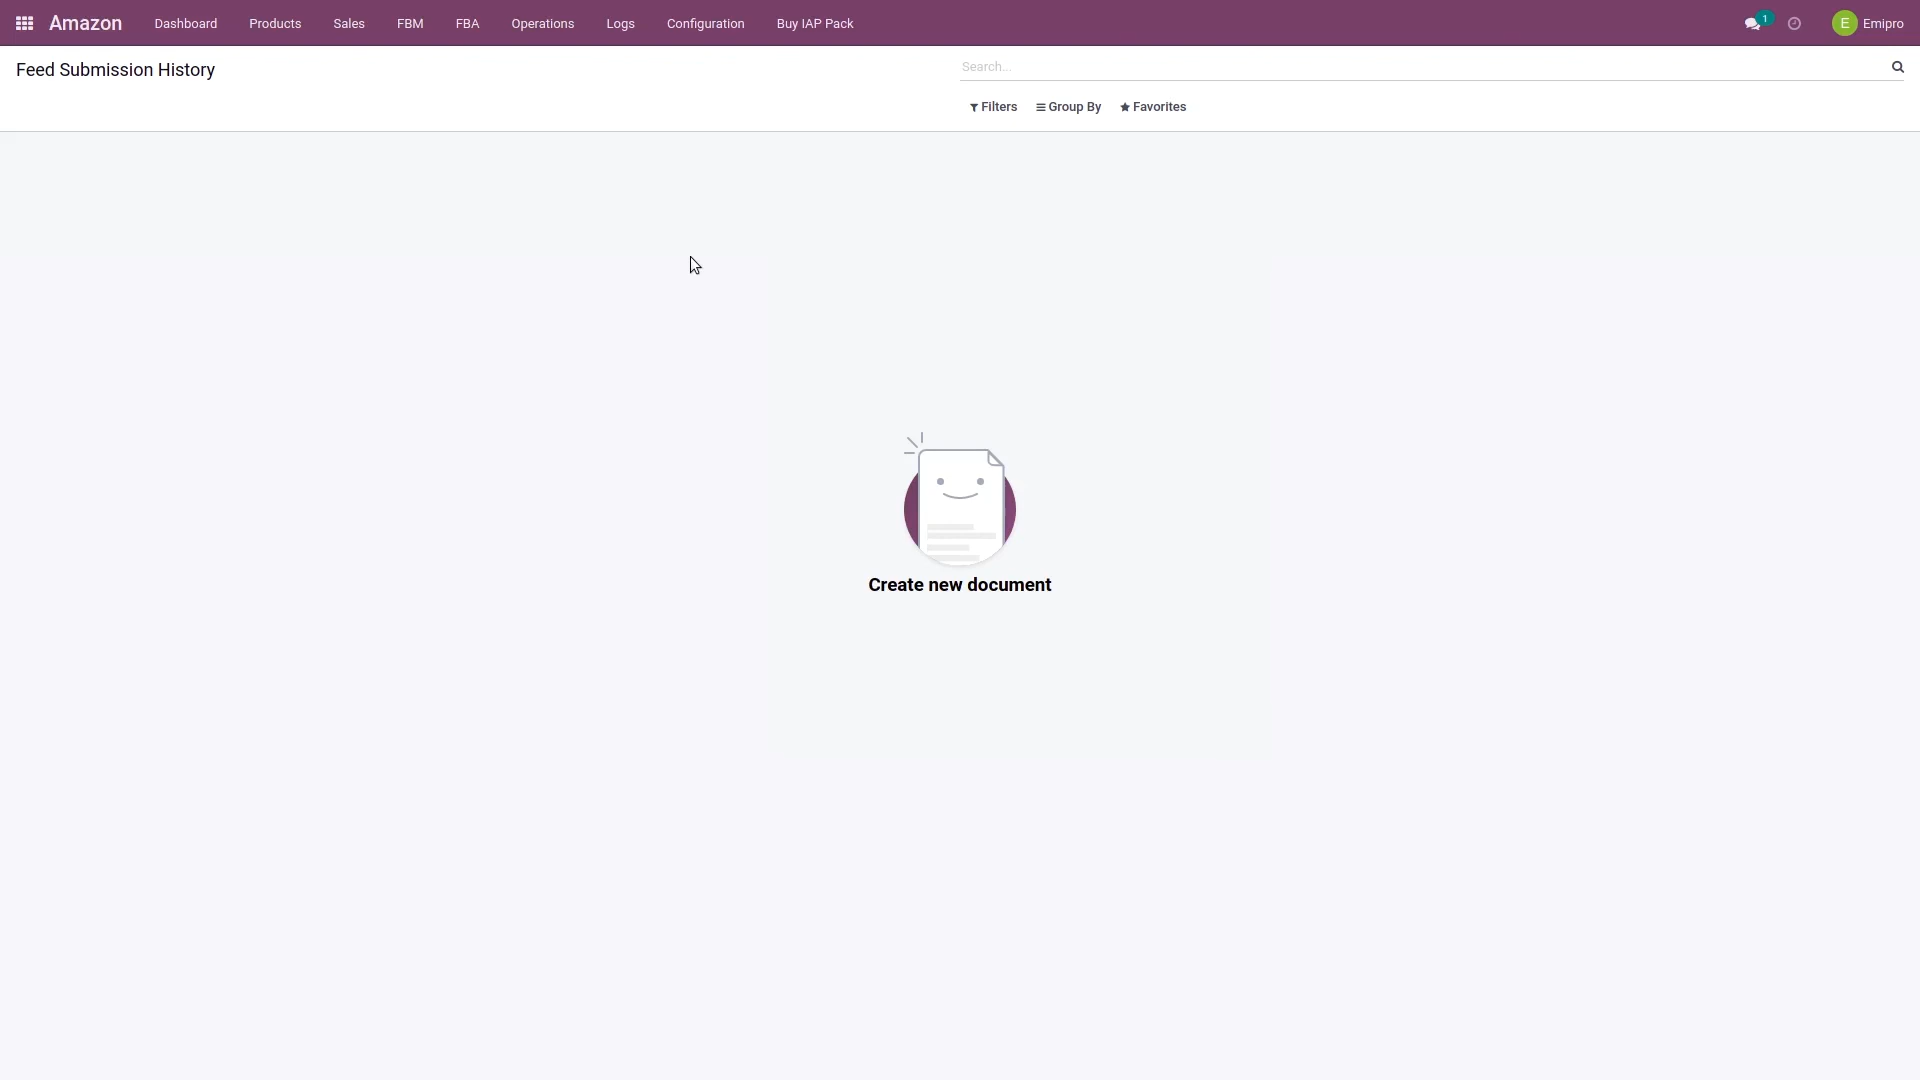 Amazon Dashboard Products Sales FBM FBA Operations Logs Configuration Buy IAP Pack 1 E Emipro
Feed Submission History
Search...
Filters Group By Favorites
Create new document